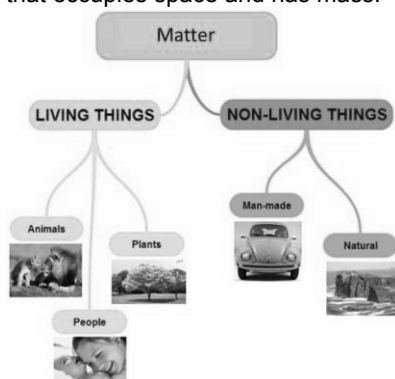 that occupies space and has mass.
Matter
LIVING THINGS
NON-LIVING THINGS
Animals
Plants
People
Man-made
Natural